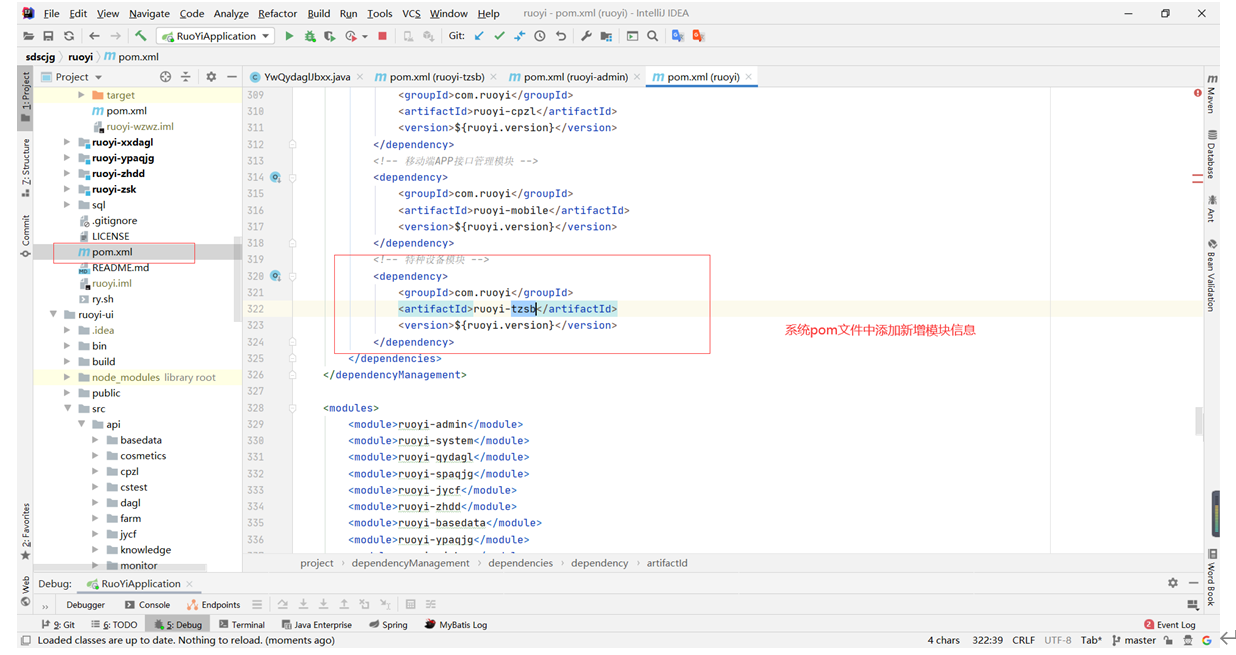 File Edit View Navigate Code Analyze Refactor Build Run Tools VCS Window Help ruoyi - pom.xml (ruoyi) - IntelliJ IDEA
RuoYiApplication Git:
sdscjg ruoyi pom.xml
Project YwQydaglJbxx.java pom.xml (ruoyi-tzsb) pom.xml (ruoyi-admin) pom.xml (ruoyi)
1: Project
Z: Structure
Commit
2: Favorites
Web
target
pom.xml
ruoyi-wzwz.iml
ruoyi-xxdagl
ruoyi-ypaqjg
ruoyi-zhdd
ruoyi-zsk
sql
.gitignore
LICENSE
pom.xml
README.md
ruoyi.iml
ry.sh
ruoyi-ui
.idea
bin
build
node_modules library root
public
src
api
basedata
cosmetics
cpzl
cstest
dagl
farm
jycf
knowledge
monitor
309 <groupId>com.ruoyi</groupId>
310 <artifactId>ruoyi-cpzl</artifactId>
311 <version>${ruoyi.version}</version>
312 </dependency>
313 <!-- 移动端APP接口管理模块 -->
314 <dependency>
315 <groupId>com.ruoyi</groupId>
316 <artifactId>ruoyi-mobile</artifactId>
317 <version>${ruoyi.version}</version>
318 </dependency>
319 <!-- 特种设备模块 -->
320 <dependency>
321 <groupId>com.ruoyi</groupId>
322 <artifactId>ruoyi-tzsb</artifactId>
323 <version>${ruoyi.version}</version>
324 </dependency>
325 </dependencies>
326 </dependencyManagement>
327
328 <modules>
329 <module>ruoyi-admin</module>
330 <module>ruoyi-system</module>
331 <module>ruoyi-qydagl</module>
332 <module>ruoyi-spaqjg</module>
333 <module>ruoyi-jycf</module>
334 <module>ruoyi-zhdd</module>
335 <module>ruoyi-basedata</module>
336 <module>ruoyi-ypaqjg</module>
系统pom文件中添加新增模块信息
Maven
Database
Ant
Bean Validation
Word Book
project › dependencyManagement › dependencies › dependency › artifactId
Debug: RuoYiApplication
Debugger Console Endpoints
9: Git 6: TODO 5: Debug Terminal Java Enterprise Spring MyBatis Log 2 Event Log
Loaded classes are up to date. Nothing to reload. (moments ago) 4 chars 322:39 CRLF UTF-8 Tab* master